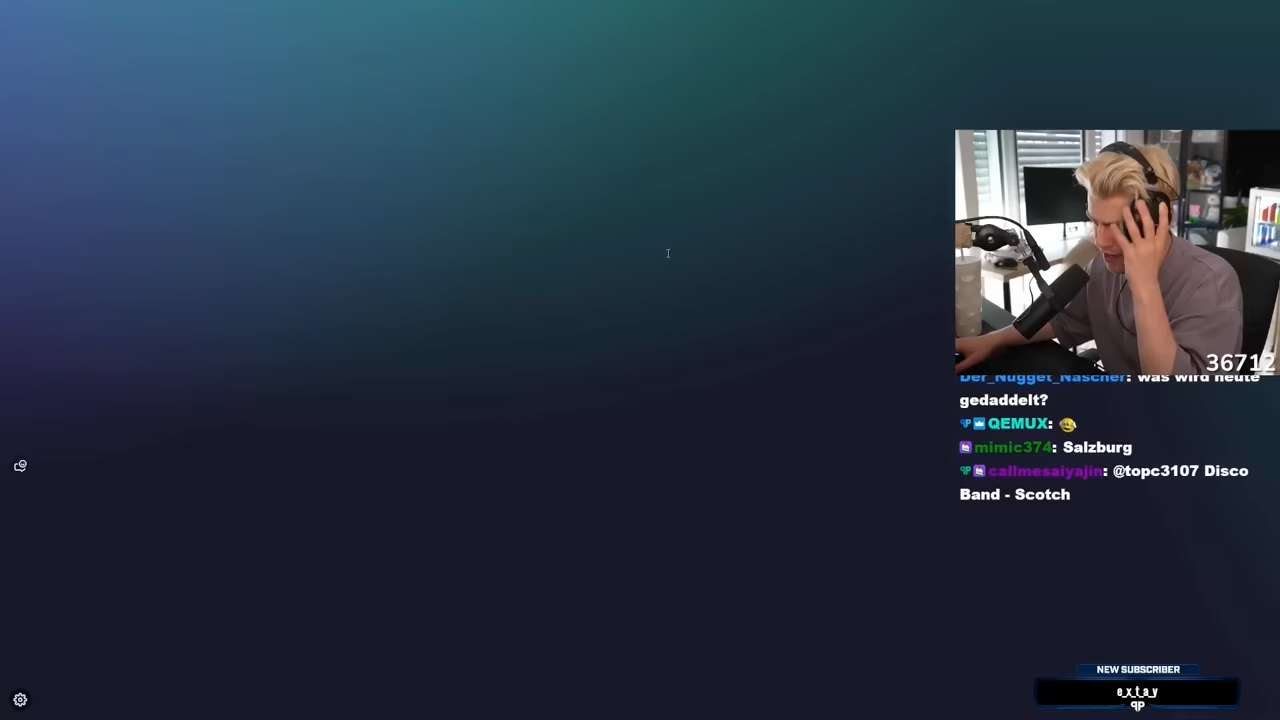 36712
Der_Nugget_Nascher: was wird heute
gedaddelt?
QEMUX:
mimic374: Salzburg
callmesaiyajin: @topc3107 Disco
Band - Scotch
NEW SUBSCRIBER
e_x_t_a_y